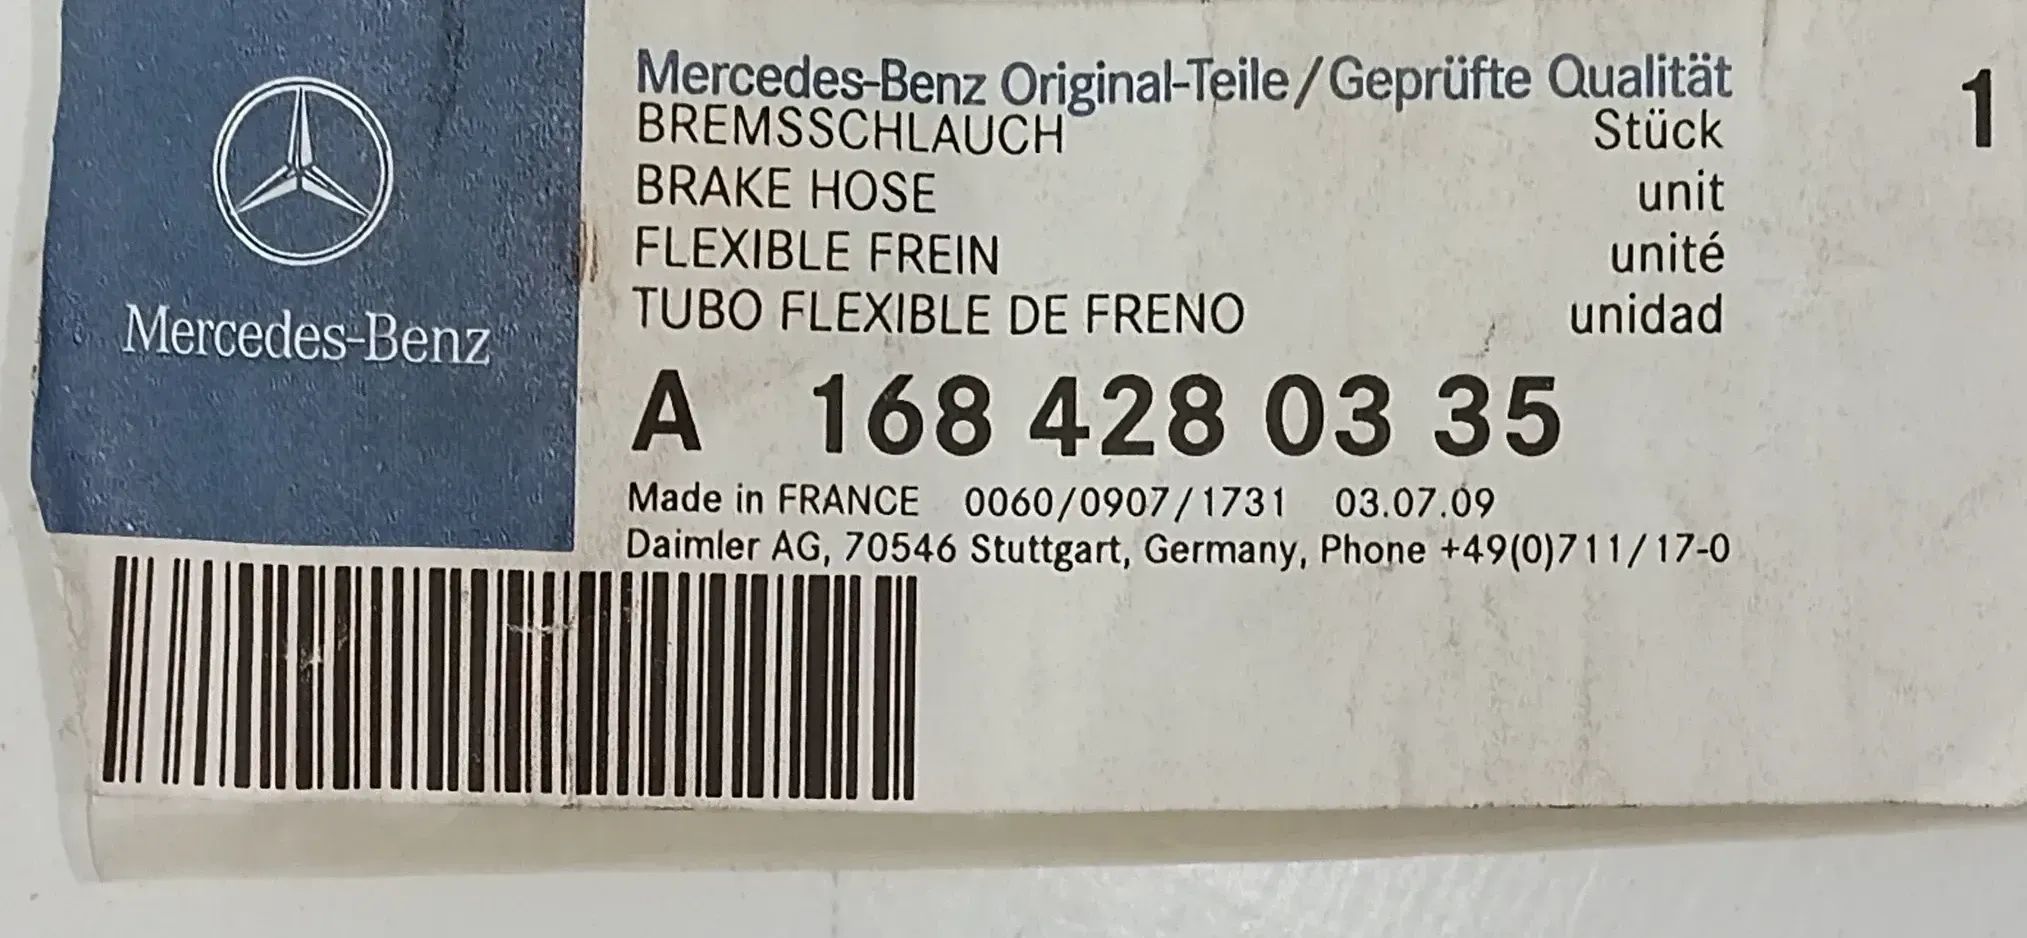 Mercedes-Benz
Mercedes-Benz Original-Teile/Geprüfte Qualität
BREMSSCHLAUCH Stück 1
BRAKE HOSE unit
FLEXIBLE FREIN unité
TUBO FLEXIBLE DE FRENO unidad
A 168 428 03 35
Made in FRANCE 0060/0907/1731 03.07.09
Daimler AG, 70546 Stuttgart, Germany, Phone +49(0)711/17-0